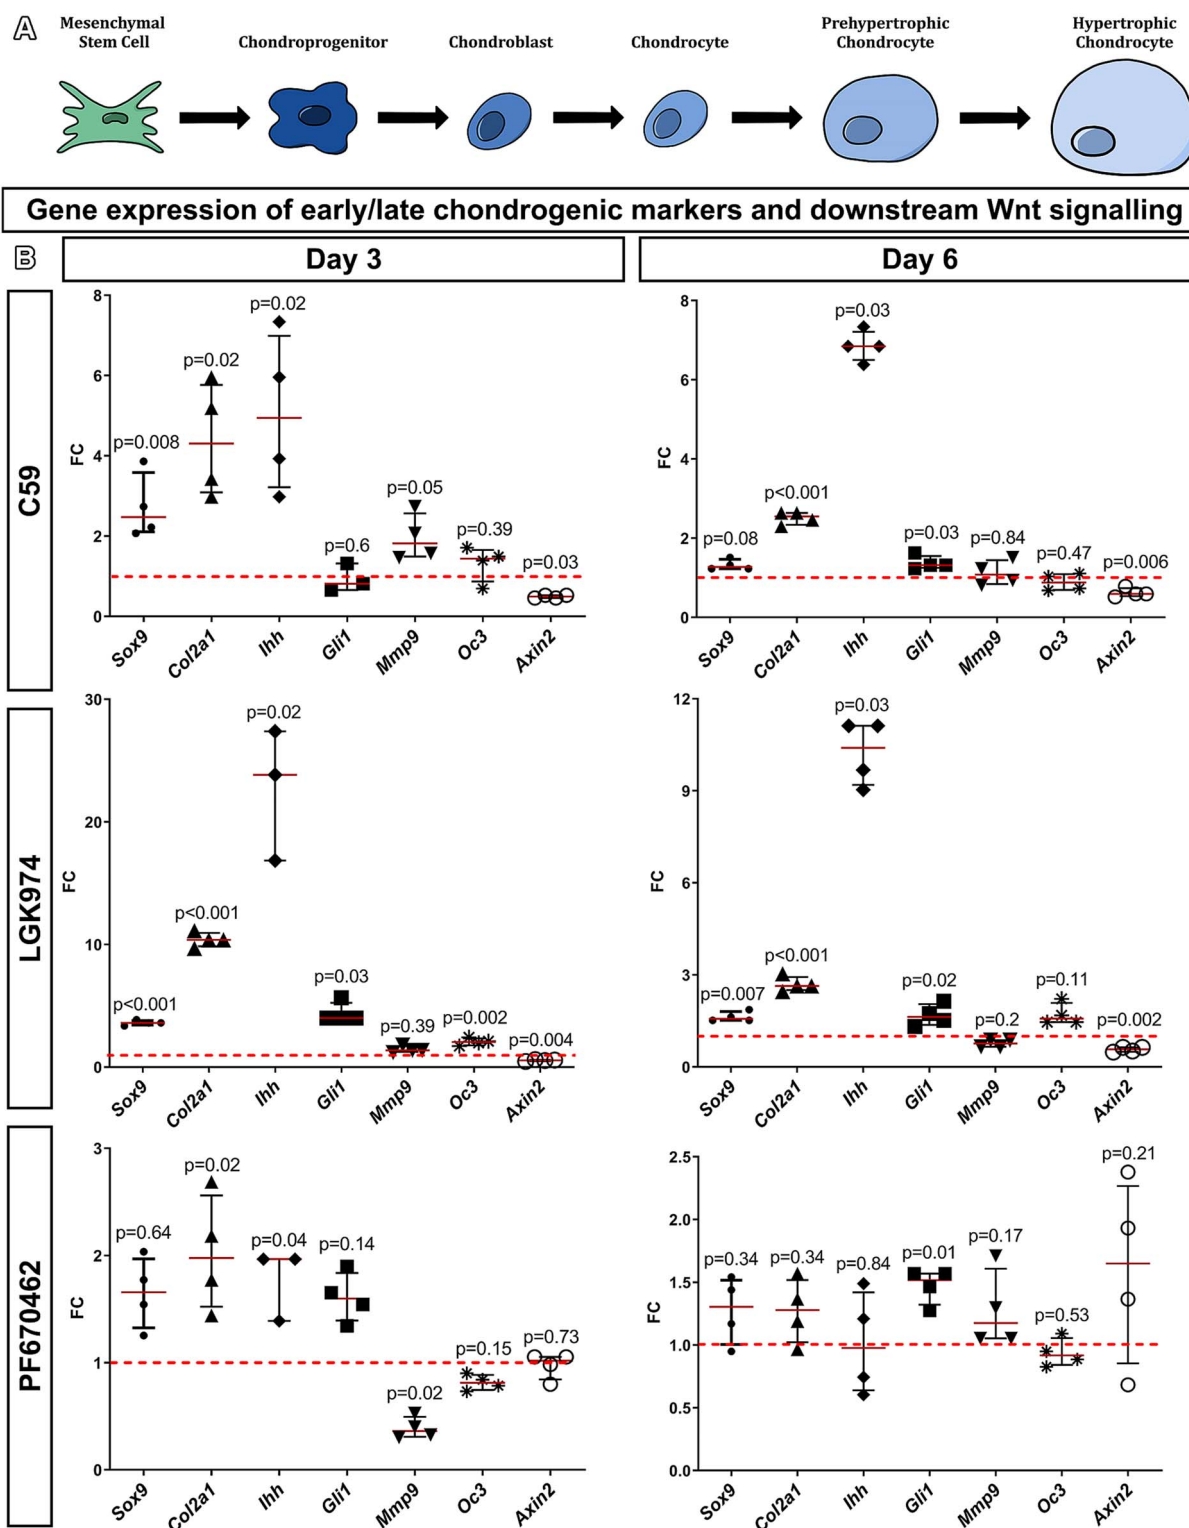 A
Mesenchymal
Stem Cell
Chondroprogenitor
Chondroblast
Chondrocyte
Prehypertrophic
Chondrocyte
Hypertrophic
Chondrocyte
Gene expression of early/late chondrogenic markers and downstream Wnt signalling
B
Day 3
Day 6
C59
8
6
4
2
0
FC
p=0.008
p=0.02
p=0.02
p=0.6
p=0.05
p=0.39
p=0.03
Sox9
Col2a1
Ihh
Gli1
Mmp9
Oc3
Axin2
8
6
4
2
0
FC
p=0.08
p<0.001
p=0.03
p=0.03
p=0.84
p=0.47
p=0.006
Sox9
Col2a1
Ihh
Gli1
Mmp9
Oc3
Axin2
LGK974
30
20
10
0
FC
p<0.001
p<0.001
p=0.02
p=0.03
p=0.39
p=0.002
p=0.004
Sox9
Col2a1
Ihh
Gli1
Mmp9
Oc3
Axin2
12
9
6
3
0
FC
p=0.007
p<0.001
p=0.03
p=0.02
p=0.2
p=0.11
p=0.002
Sox9
Col2a1
Ihh
Gli1
Mmp9
Oc3
Axin2
PF670462
3
2
1
0
FC
p=0.64
p=0.02
p=0.04
p=0.14
p=0.02
p=0.15
p=0.73
Sox9
Col2a1
Ihh
Gli1
Mmp9
Oc3
Axin2
2.5
2.0
1.5
1.0
0.5
0.0
FC
p=0.34
p=0.34
p=0.84
p=0.01
p=0.17
p=0.53
p=0.21
Sox9
Col2a1
Ihh
Gli1
Mmp9
Oc3
Axin2